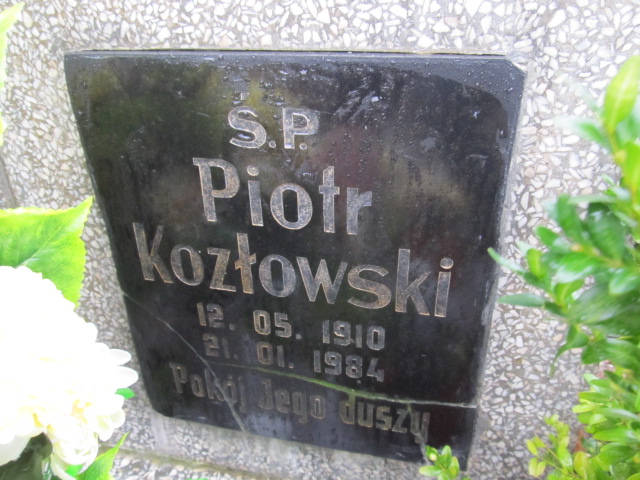 Ś.P.
Piotr
Kozłowski
12. 05. 1910
21. 01. 1984
Pokój Jego duszy